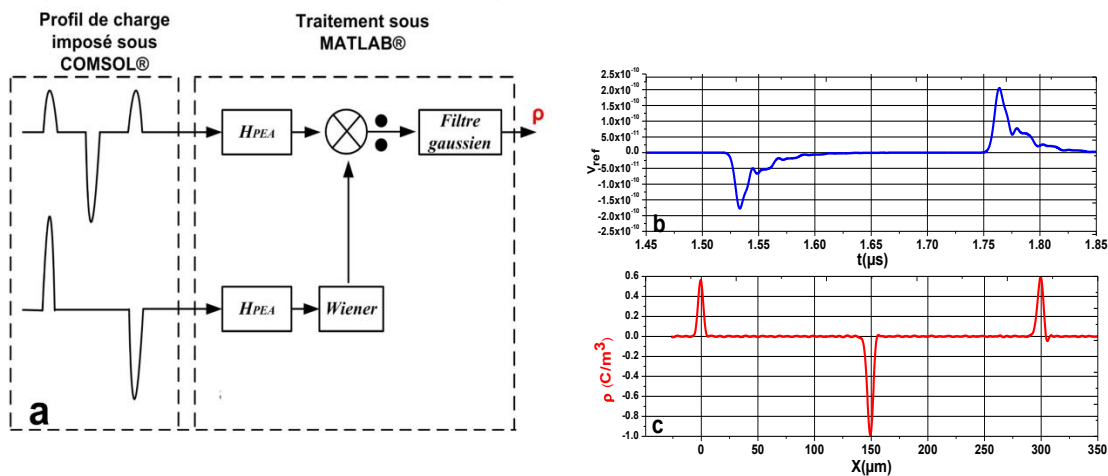 Profil de charge
imposé sous
COMSOL®
Traitement sous
MATLAB®
HPEA
Filtre
gaussien
ρ
HPEA
Wiener
a
2.5x10⁻¹⁰
2.0x10⁻¹⁰
1.5x10⁻¹⁰
1.0x10⁻¹⁰
5.0x10⁻¹¹
0.0
-5.0x10⁻¹¹
-1.0x10⁻¹⁰
-1.5x10⁻¹⁰
-2.0x10⁻¹⁰
-2.5x10⁻¹⁰
Vref
b
1.45 1.50 1.55 1.60 1.65 1.70 1.75 1.80 1.85
t(µs)
0.6
0.4
0.2
0.0
-0.2
-0.4
-0.6
-0.8
-1.0
ρ (C/m³)
c
0 50 100 150 200 250 300 350
X(µm)